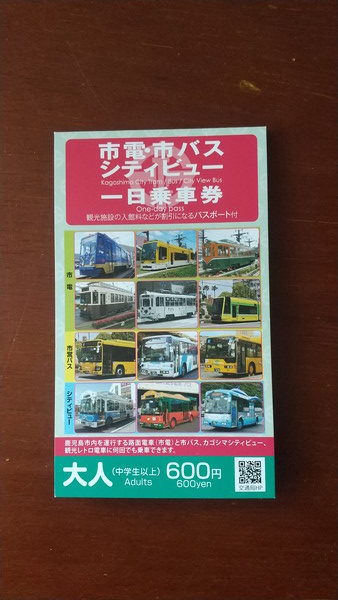 市電・市バス
シティビュー
Kagoshima City Tram / Bus / City View Bus
一日乗車券
One-day pass
観光施設の入館料などが割引になるパスポート付
市電
市営バス
シティビュー
鹿児島市内を運行する路面電車（市電）と市バス、カゴシマシティビュー、
観光レトロ電車に何回でも乗車できます。
大人（中学生以上）600円
Adults 600yen
交通局HP